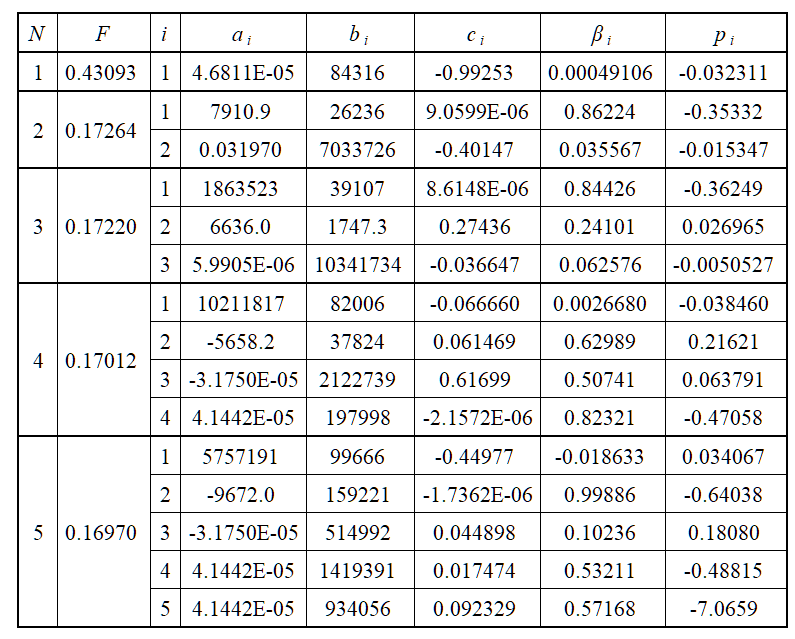 N F i a i b i c i β i p i
1 0.43093 1 4.6811E-05 84316 -0.99253 0.00049106 -0.032311
2 0.17264 1 7910.9 26236 9.0599E-06 0.86224 -0.35332
2 0.031970 7033726 -0.40147 0.035567 -0.015347
3 0.17220 1 1863523 39107 8.6148E-06 0.84426 -0.36249
2 6636.0 1747.3 0.27436 0.24101 0.026965
3 5.9905E-06 10341734 -0.036647 0.062576 -0.0050527
4 0.17012 1 10211817 82006 -0.066660 0.0026680 -0.038460
2 -5658.2 37824 0.061469 0.62989 0.21621
3 -3.1750E-05 2122739 0.61699 0.50741 0.063791
4 4.1442E-05 197998 -2.1572E-06 0.82321 -0.47058
5 0.16970 1 5757191 99666 -0.44977 -0.018633 0.034067
2 -9672.0 159221 -1.7362E-06 0.99886 -0.64038
3 -3.1750E-05 514992 0.044898 0.10236 0.18080
4 4.1442E-05 1419391 0.017474 0.53211 -0.48815
5 4.1442E-05 934056 0.092329 0.57168 -7.0659